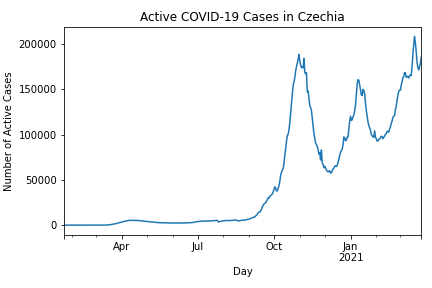 Active COVID-19 Cases in Czechia
Number of Active Cases
200000
150000
100000
50000
0
Apr
Jul
Oct
Jan
2021
Day